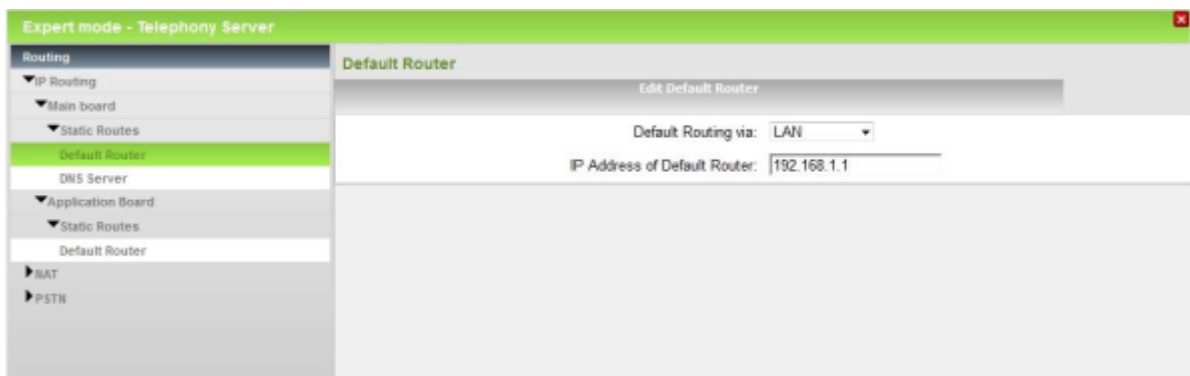 Expert mode - Telephony Server
Routing
IP Routing
Main board
Static Routes
Default Router
DNS Server
Application Board
Static Routes
Default Router
NAT
PSTN
Default Router
Edit Default Router
Default Routing via: LAN
IP Address of Default Router: 192.168.1.1